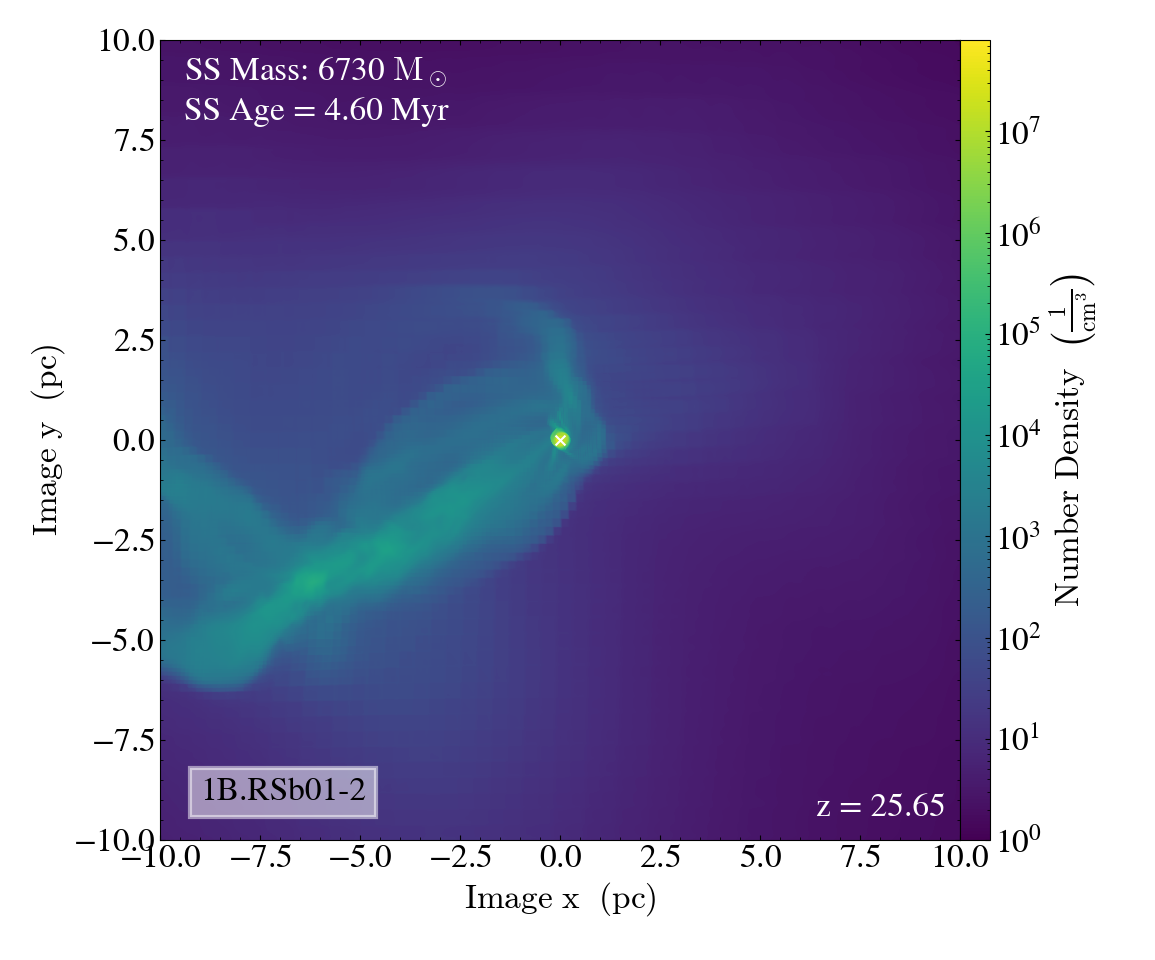 SS Mass: 6730 M⊙
SS Age = 4.60 Myr
1B.RSb01-2
z = 25.65
10.0
7.5
5.0
2.5
0.0
−2.5
−5.0
−7.5
−10.0
Image y (pc)
−10.0 −7.5 −5.0 −2.5 0.0 2.5 5.0 7.5 10.0
Image x (pc)
10⁷
10⁶
10⁵
10⁴
10³
10²
10¹
10⁰
Number Density (1/cm³)